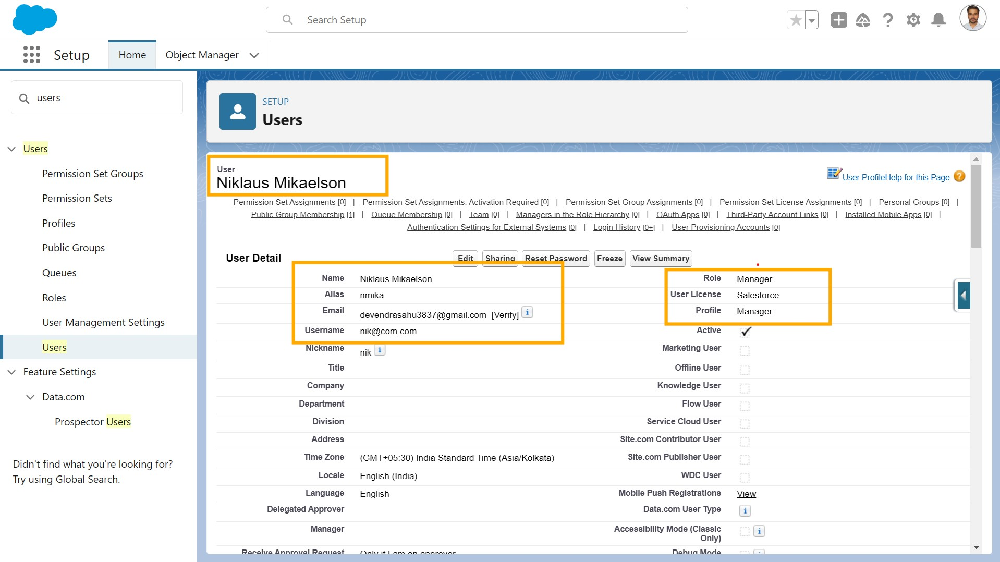 Search Setup
Setup
Home
Object Manager
users
Users
Permission Set Groups
Permission Sets
Profiles
Public Groups
Queues
Roles
User Management Settings
Users
Feature Settings
Data.com
Prospector Users
Didn't find what you're looking for?
Try using Global Search.
SETUP
Users
User
Niklaus Mikaelson
User Profile Help for this Page
Permission Set Assignments [0] | Permission Set Assignments: Activation Required [0] | Permission Set Group Assignments [0] | Permission Set License Assignments [0] | Personal Groups [0] |
Public Group Membership [1] | Queue Membership [0] | Team [0] | Managers in the Role Hierarchy [0] | OAuth Apps [0] | Third-Party Account Links [0] | Installed Mobile Apps [0] |
Authentication Settings for External Systems [0] | Login History [0+] | User Provisioning Accounts [0]
User Detail
Edit Sharing Reset Password Freeze View Summary
Name Niklaus Mikaelson Role Manager
Alias nmika User License Salesforce
Email devendrasahu3837@gmail.com [Verify] i Profile Manager
Username nik@com.com Active
Nickname nik i Marketing User
Title Offline User
Company Knowledge User
Department Flow User
Division Service Cloud User
Address Site.com Contributor User
Time Zone (GMT+05:30) India Standard Time (Asia/Kolkata) Site.com Publisher User
Locale English (India) WDC User
Language English Mobile Push Registrations View
Delegated Approver Data.com User Type i
Manager Accessibility Mode (Classic Only) i
Receive Approval Request Only if I am an approver Debug Mode i